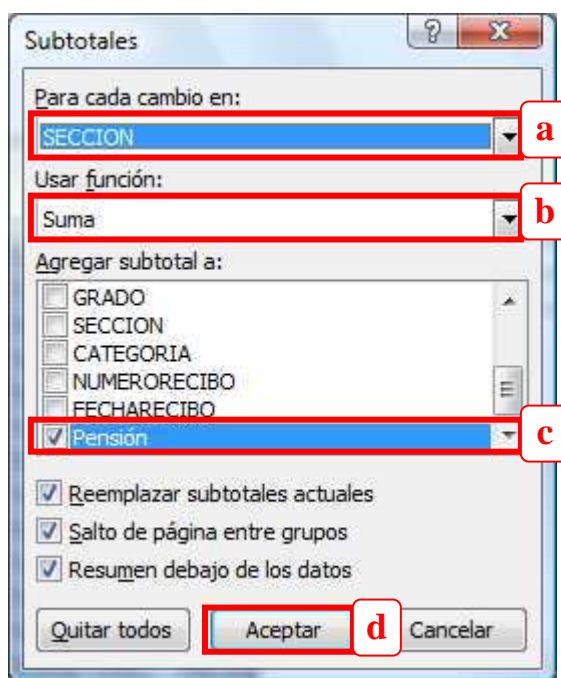 Subtotales
?
X
Para cada cambio en:
SECCION
a
Usar función:
Suma
b
Agregar subtotal a:
GRADO
SECCION
CATEGORIA
NUMERORECIBO
FECHARECIBO
Pensión
c
Reemplazar subtotales actuales
Salto de página entre grupos
Resumen debajo de los datos
Quitar todos Aceptar d Cancelar